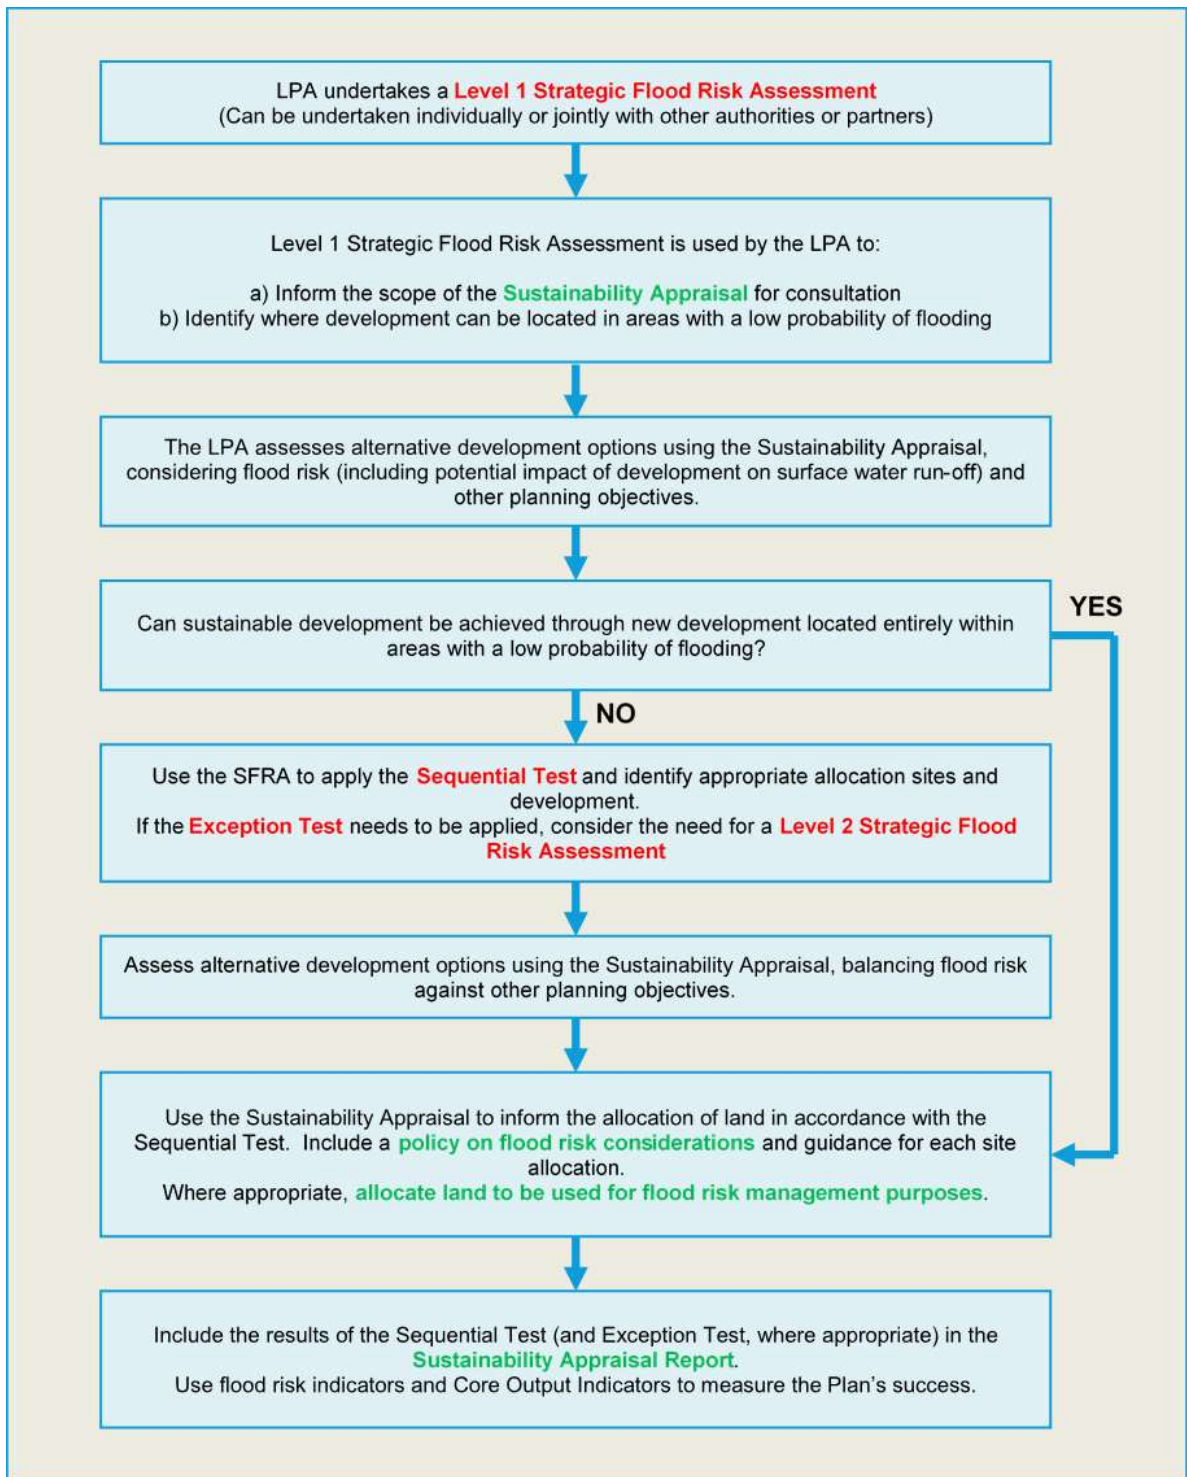 LPA undertakes a Level 1 Strategic Flood Risk Assessment
(Can be undertaken individually or jointly with other authorities or partners)
Level 1 Strategic Flood Risk Assessment is used by the LPA to:
a) Inform the scope of the Sustainability Appraisal for consultation
b) Identify where development can be located in areas with a low probability of flooding
The LPA assesses alternative development options using the Sustainability Appraisal,
considering flood risk (including potential impact of development on surface water run-off) and
other planning objectives.
Can sustainable development be achieved through new development located entirely within
areas with a low probability of flooding?
YES
NO
Use the SFRA to apply the Sequential Test and identify appropriate allocation sites and
development.
If the Exception Test needs to be applied, consider the need for a Level 2 Strategic Flood
Risk Assessment
Assess alternative development options using the Sustainability Appraisal, balancing flood risk
against other planning objectives.
Use the Sustainability Appraisal to inform the allocation of land in accordance with the
Sequential Test. Include a policy on flood risk considerations and guidance for each site
allocation.
Where appropriate, allocate land to be used for flood risk management purposes.
Include the results of the Sequential Test (and Exception Test, where appropriate) in the
Sustainability Appraisal Report.
Use flood risk indicators and Core Output Indicators to measure the Plan's success.